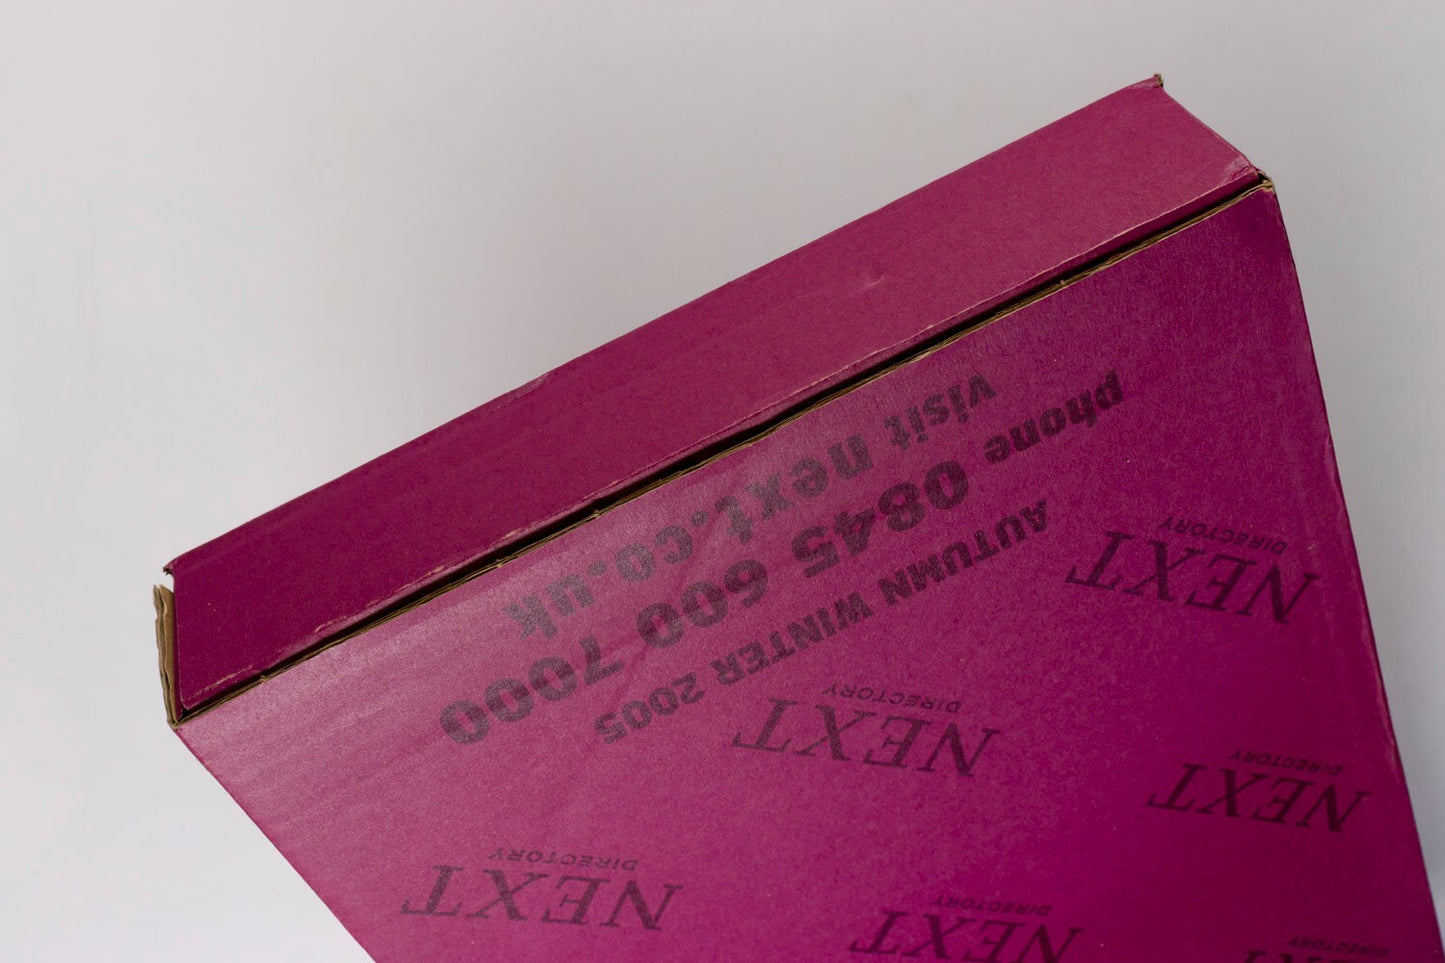 DIRECTORY
NEXT
DIRECTORY
NEXT
DIRECTORY
NEXT
DIRECTORY
NEXT
DIRECTORY
NEXT
DIRECTORY
AUTUMN WINTER 2005
phone 0845 600 7000
visit next.co.uk